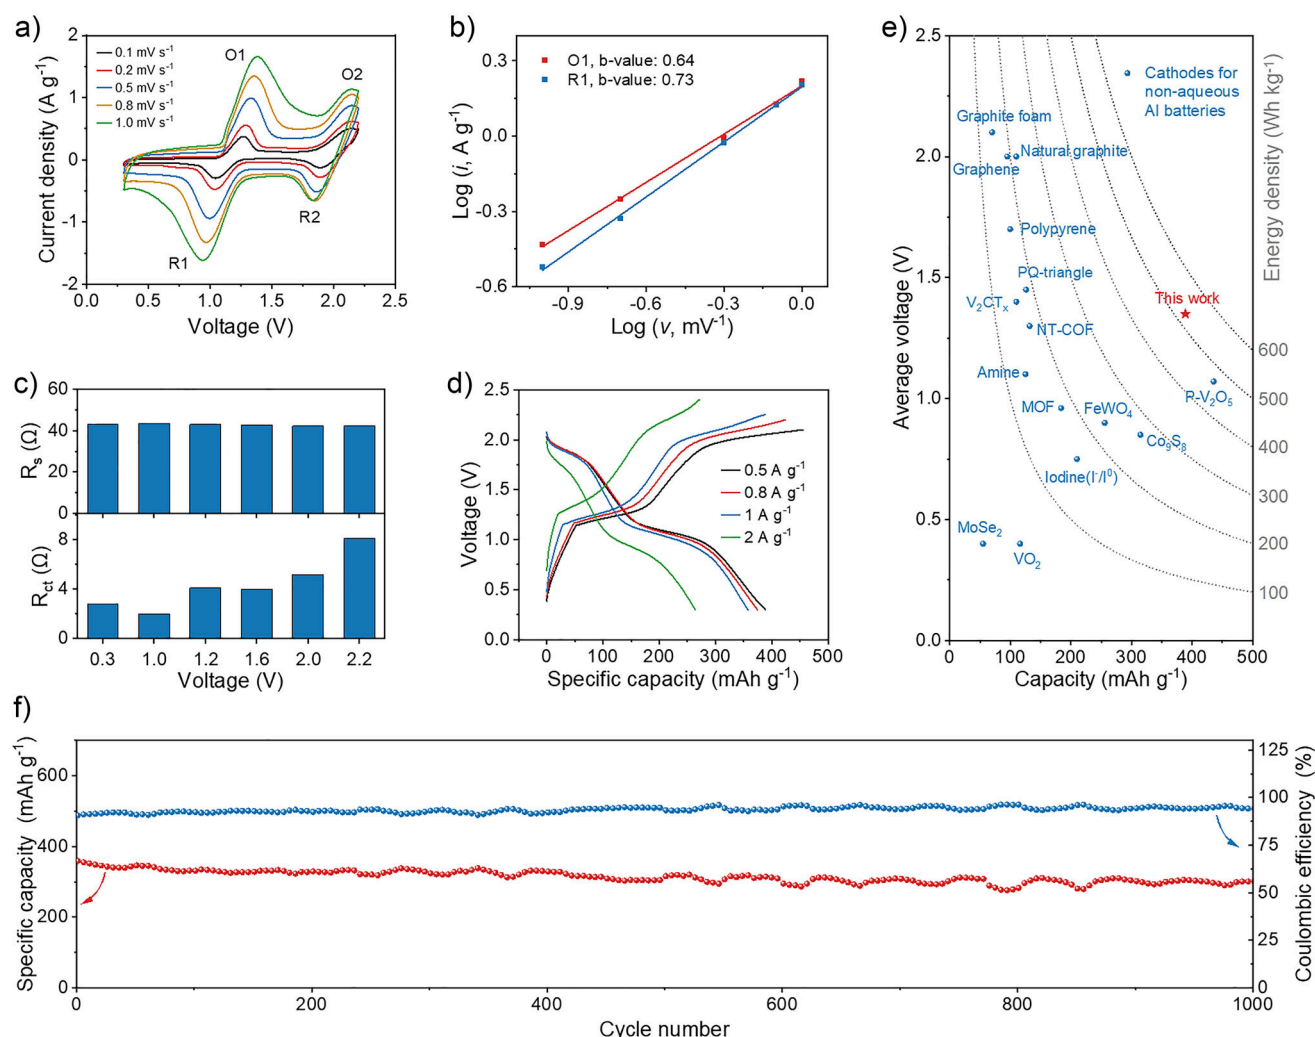 a)
2
1
0
-1
-2
Current density (A g⁻¹)
0.1 mV s⁻¹
0.2 mV s⁻¹
0.5 mV s⁻¹
0.8 mV s⁻¹
1.0 mV s⁻¹
O1
O2
R1
R2
0.0 0.5 1.0 1.5 2.0 2.5
Voltage (V)
b)
0.3
0.0
-0.3
-0.6
Log (i, A g⁻¹)
O1, b-value: 0.64
R1, b-value: 0.73
-0.9 -0.6 -0.3 0.0
Log (v, mV⁻¹)
c)
60
40
20
0
Rₛ (Ω)
8
4
0
R_ct (Ω)
0.3 1.0 1.2 1.6 2.0 2.2
Voltage (V)
d)
2.5
2.0
1.5
1.0
0.5
0.0
Voltage (V)
0.5 A g⁻¹
0.8 A g⁻¹
1 A g⁻¹
2 A g⁻¹
0 100 200 300 400 500
Specific capacity (mAh g⁻¹)
e)
2.5
2.0
1.5
1.0
0.5
0.0
Average voltage (V)
Cathodes for
non-aqueous
Al batteries
Graphite foam
Natural graphite
Graphene
Polypyrene
PQ-triangle
V₂CTₓ
NT-COF
This work
Amine
MOF
FeWO₄
P-V₂O₅
Co₉S₈
Iodine(I⁻/I⁰)
MoSe₂
VO₂
Energy density (Wh kg⁻¹)
600
500
400
300
200
100
0 100 200 300 400 500
Capacity (mAh g⁻¹)
f)
600
400
200
0
Specific capacity (mAh g⁻¹)
125
100
75
50
25
0
Coulombic efficiency (%)
0 200 400 600 800 1000
Cycle number